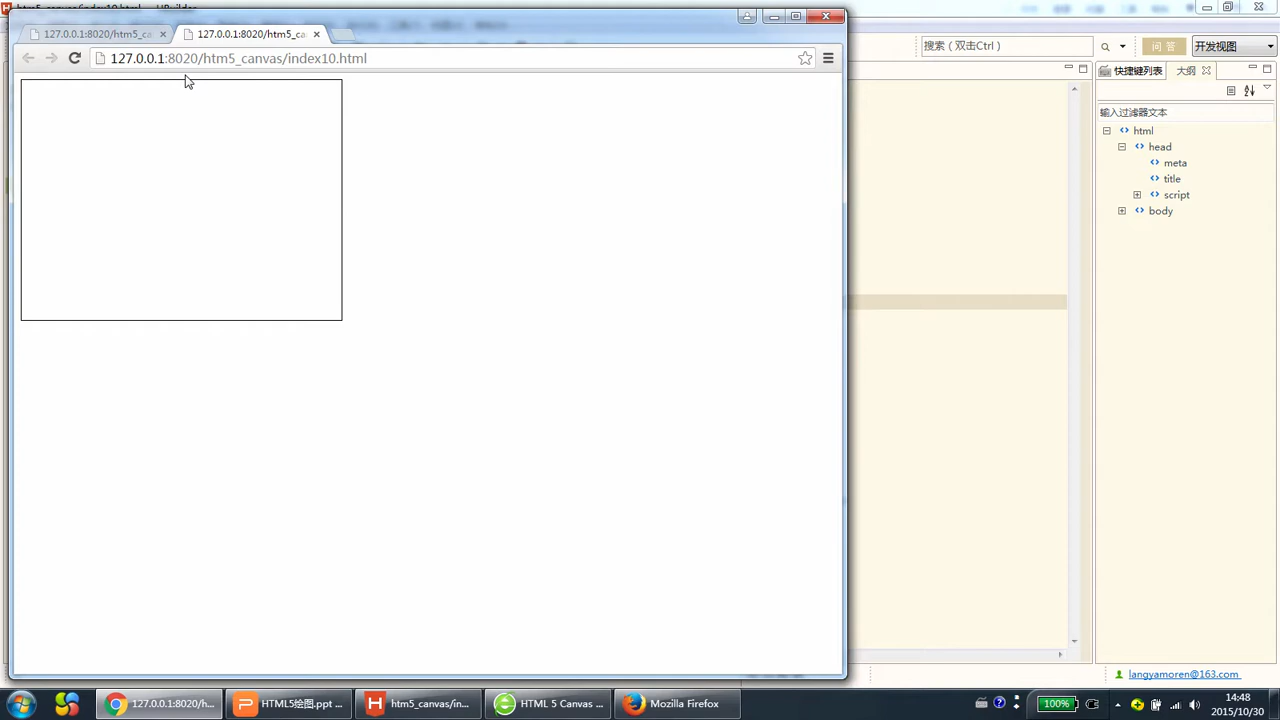 127.0.0.1:8020/htm5_c
127.0.0.1:8020/htm5_ca
127.0.0.1:8020/htm5_canvas/index10.html
搜索（双击Ctrl）
问答
开发视图
快捷键列表
大纲
输入过滤器文本
html
head
meta
title
script
body
langyamoren@163.com
127.0.0.1:8020/h...
HTML5绘图.ppt ...
htm5_canvas/in...
HTML 5 Canvas ...
Mozilla Firefox
100%
14:48
2015/10/30